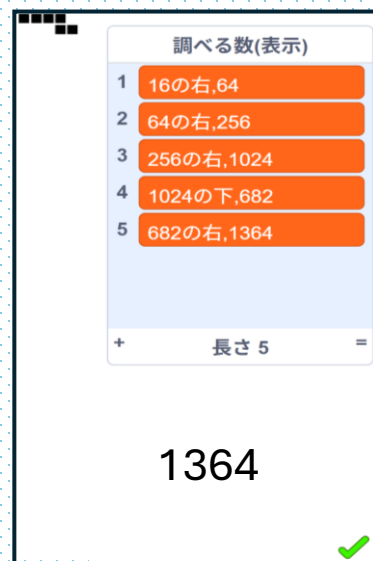 調べる数(表示)
1 16の右,64
2 64の右,256
3 256の右,1024
4 1024の下,682
5 682の右,1364
+ 長さ 5 =
1364